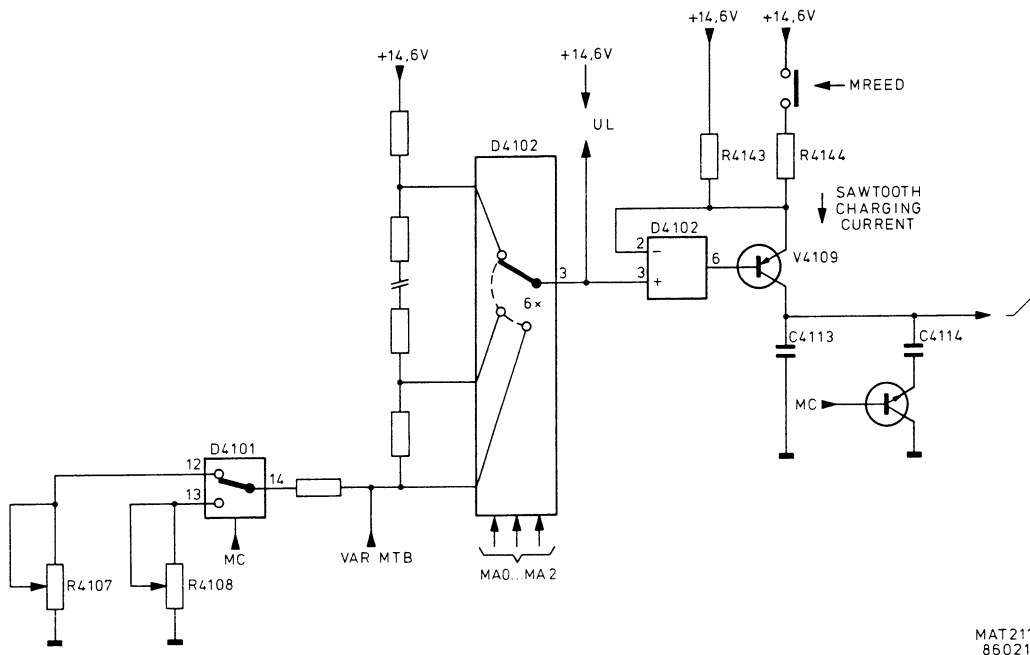 +14,6V
+14,6V
+14,6V
+14,6V
MREED
UL
D4102
R4143
R4144
SAWTOOTH
CHARGING
CURRENT
D4102
2
−
3
+
6
V4109
3
6×
C4113
C4114
MC
D4101
12
13
14
MC
VAR MTB
MA0...MA2
R4107
R4108
MAT211
86021